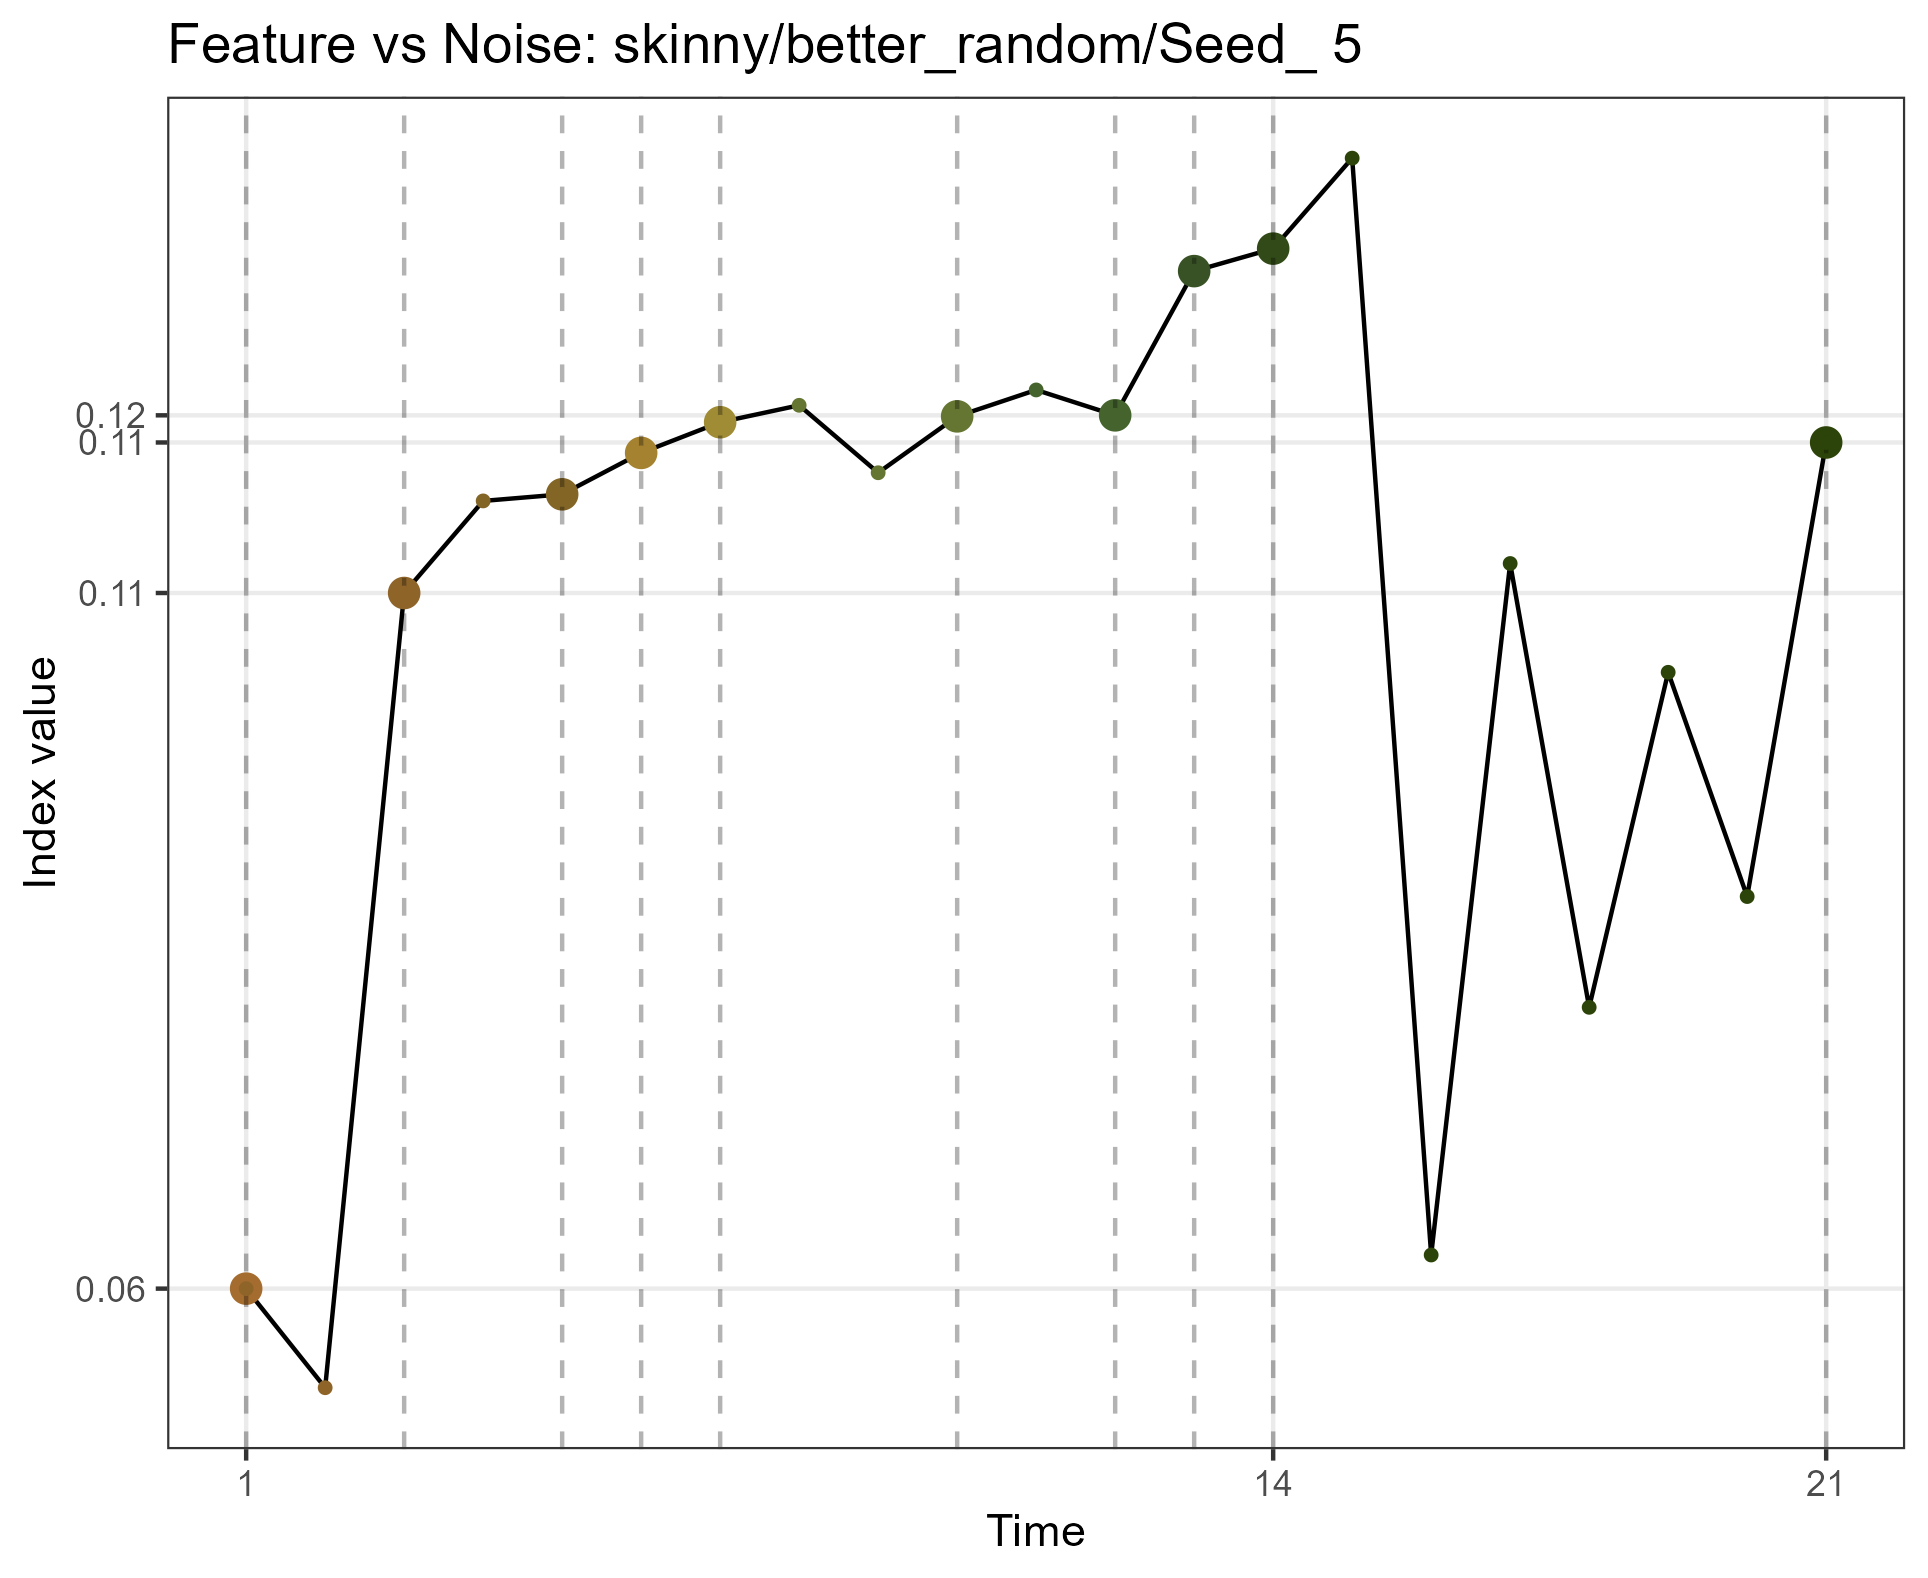 Feature vs Noise: skinny/better_random/Seed_ 5
0.12
0.11
0.11
0.06
Index value
1
14
21
Time